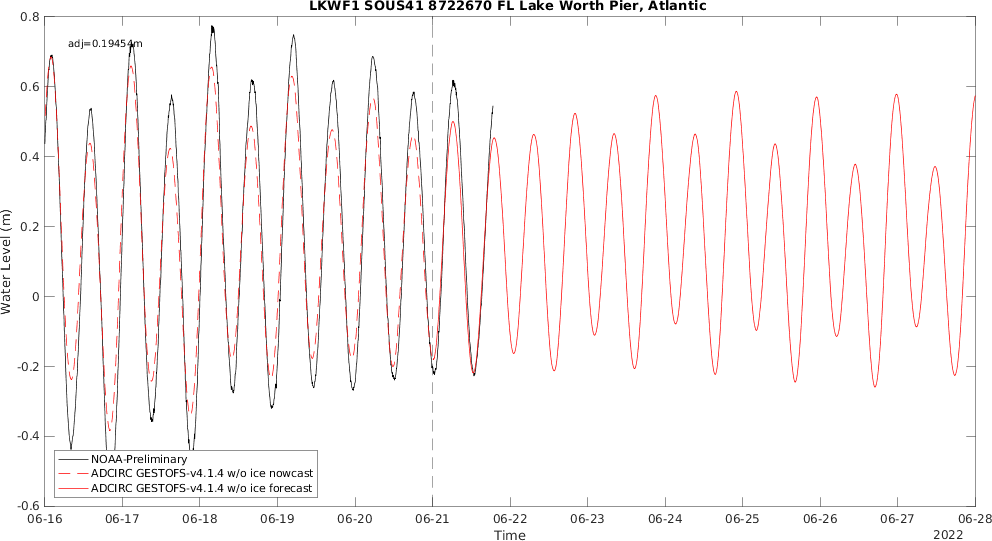 LKWF1 SOUS41 8722670 FL Lake Worth Pier, Atlantic
adj=0.19454m
0.8
0.6
0.4
0.2
0
-0.2
-0.4
-0.6
Water Level (m)
NOAA-Preliminary
ADCIRC GESTOFS-v4.1.4 w/o ice nowcast
ADCIRC GESTOFS-v4.1.4 w/o ice forecast
06-16 06-17 06-18 06-19 06-20 06-21 06-22 06-23 06-24 06-25 06-26 06-27 06-28
Time
2022